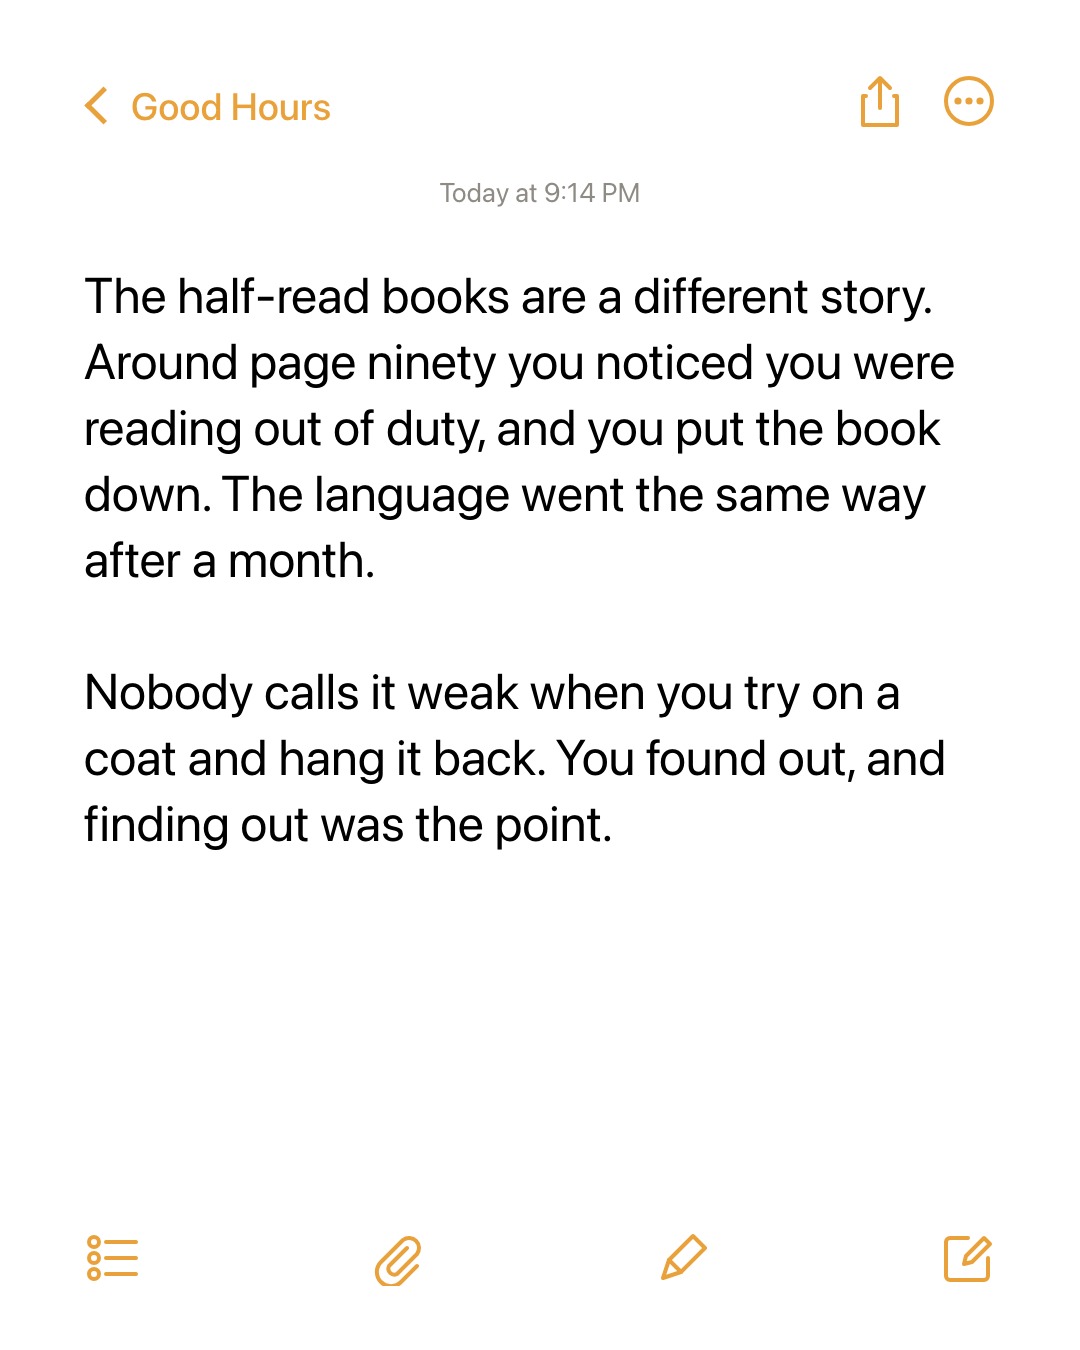 Good Hours
Today at 9:14 PM
The half-read books are a different story.
Around page ninety you noticed you were
reading out of duty, and you put the book
down. The language went the same way
after a month.
Nobody calls it weak when you try on a
coat and hang it back. You found out, and
finding out was the point.